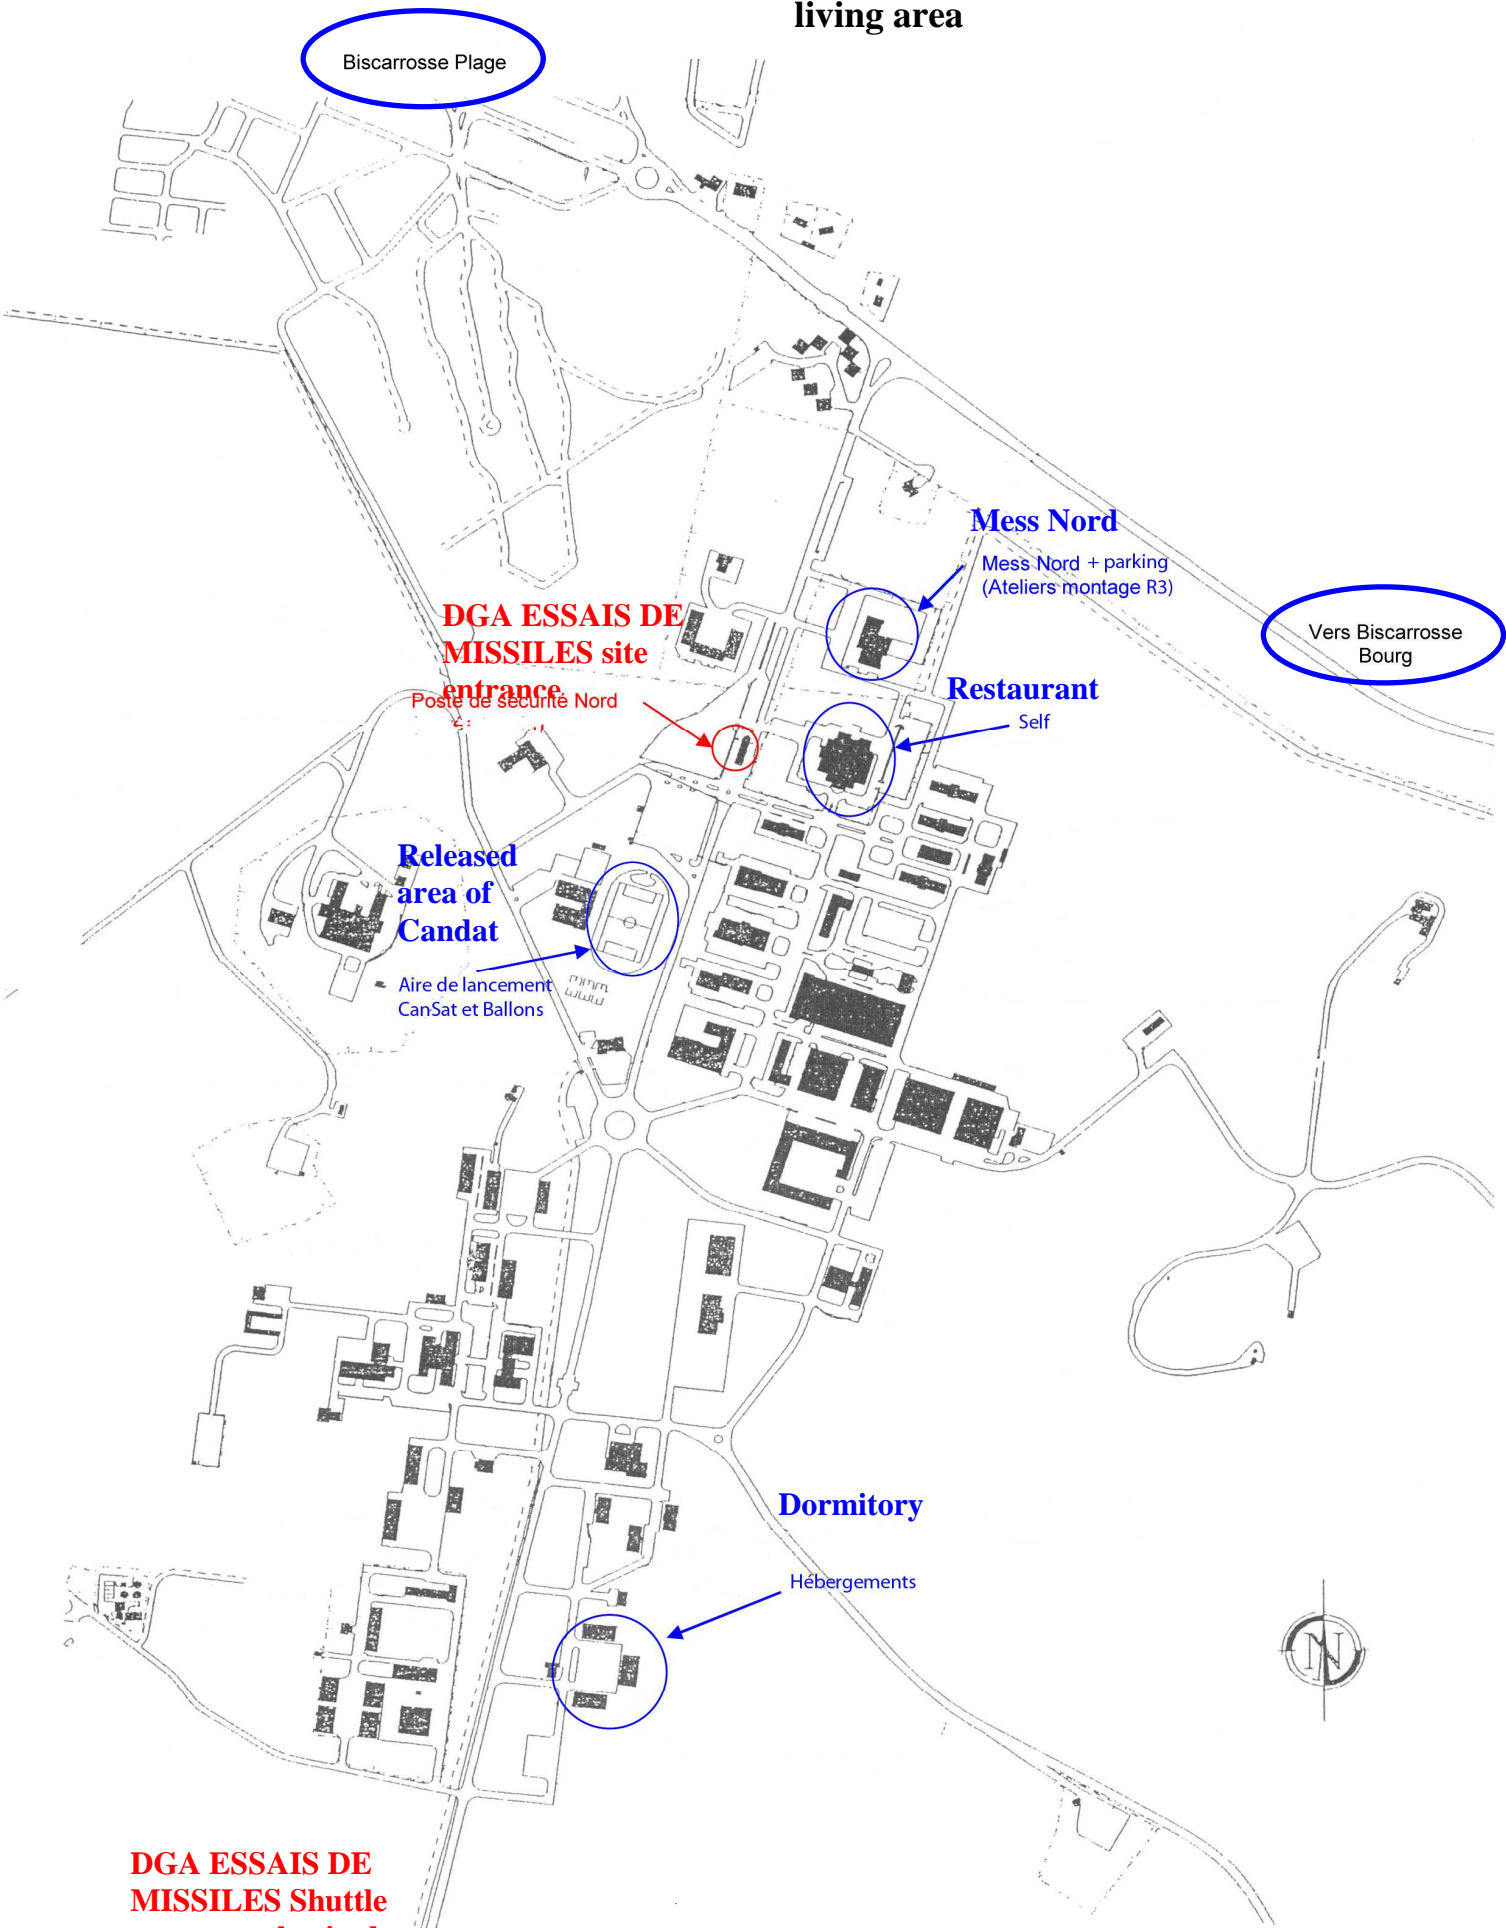 living area
Biscarrosse Plage
Mess Nord
Mess Nord + parking
(Ateliers montage R3)
DGA ESSAIS DE
MISSILES site
entrance
Poste de sécurité Nord
Vers Biscarrosse
Bourg
Restaurant
Self
Released
area of
Candat
Aire de lancement
CanSat et Ballons
Dormitory
Hébergements
N
DGA ESSAIS DE
MISSILES Shuttle